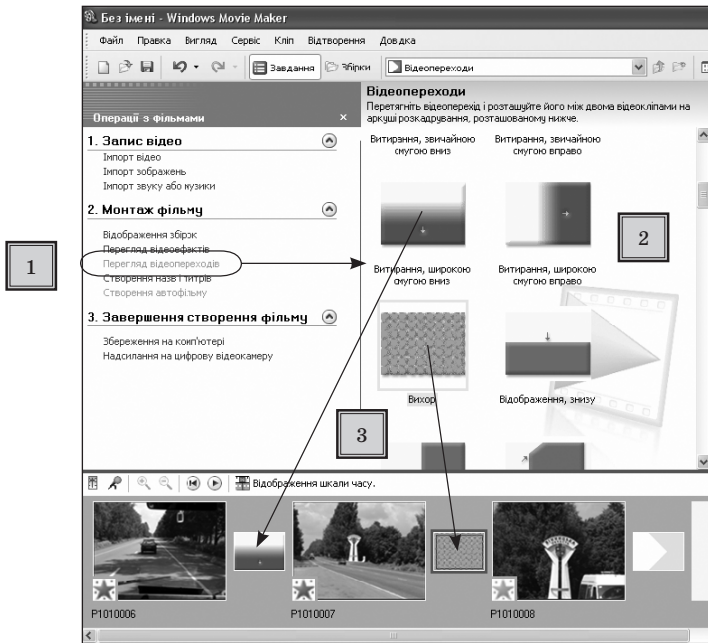 Без імені - Windows Movie Maker
Файл Правка Вигляд Сервіс Кліп Відтворення Довдка
Завдання Збірки Відеопереходи
Операції з фільмами
1. Запис відео
Імпорт відео
Імпорт зображень
Імпорт звуку або музики
2. Монтаж фільму
Відображення збірок
Перегляд відеоефектів
Перегляд відеопереходів
Створення назв і титрів
Створення автофільму
3. Завершення створення фільму
Збереження на комп'ютері
Надсилання на цифрову відеокамеру
1
Відеопереходи
Перетягніть відеоперехід і розташуйте його між двома відеокліпами на
аркуші розкадрування, розташованому нижче.
Витирання, звичайною
смугою вниз
Витирання, звичайною
смугою вправо
2
Витирання, широкою
смугою вниз
Витирання, широкою
смугою вправо
Вихор
Відображення, знизу
3
Відображення шкали часу.
P1010006
P1010007
P1010008